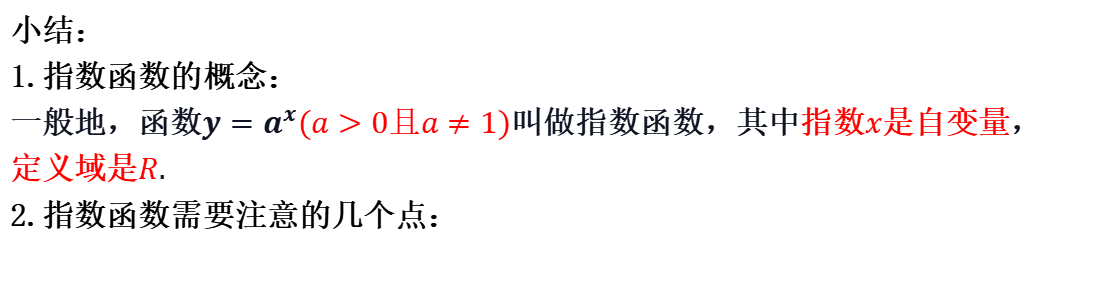 小结：
1.指数函数的概念：
一般地，函数y = aˣ(a > 0且a ≠ 1)叫做指数函数，其中指数x是自变量，
定义域是R.
2.指数函数需要注意的几个点：